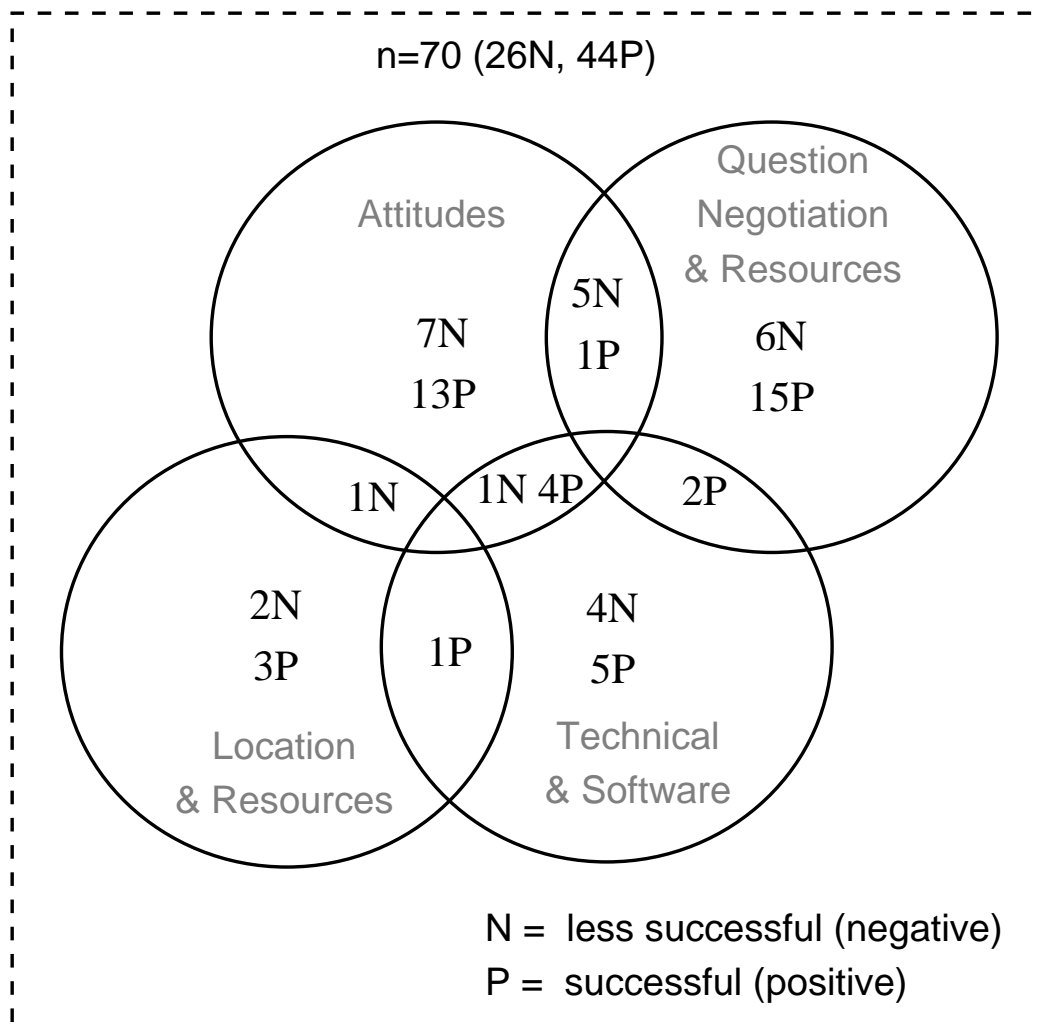 n=70 (26N, 44P)
Attitudes
Question
Negotiation
& Resources
7N
13P
5N
1P
6N
15P
1N
1N 4P
2P
2N
3P
1P
4N
5P
Location
& Resources
Technical
& Software
N = less successful (negative)
P = successful (positive)